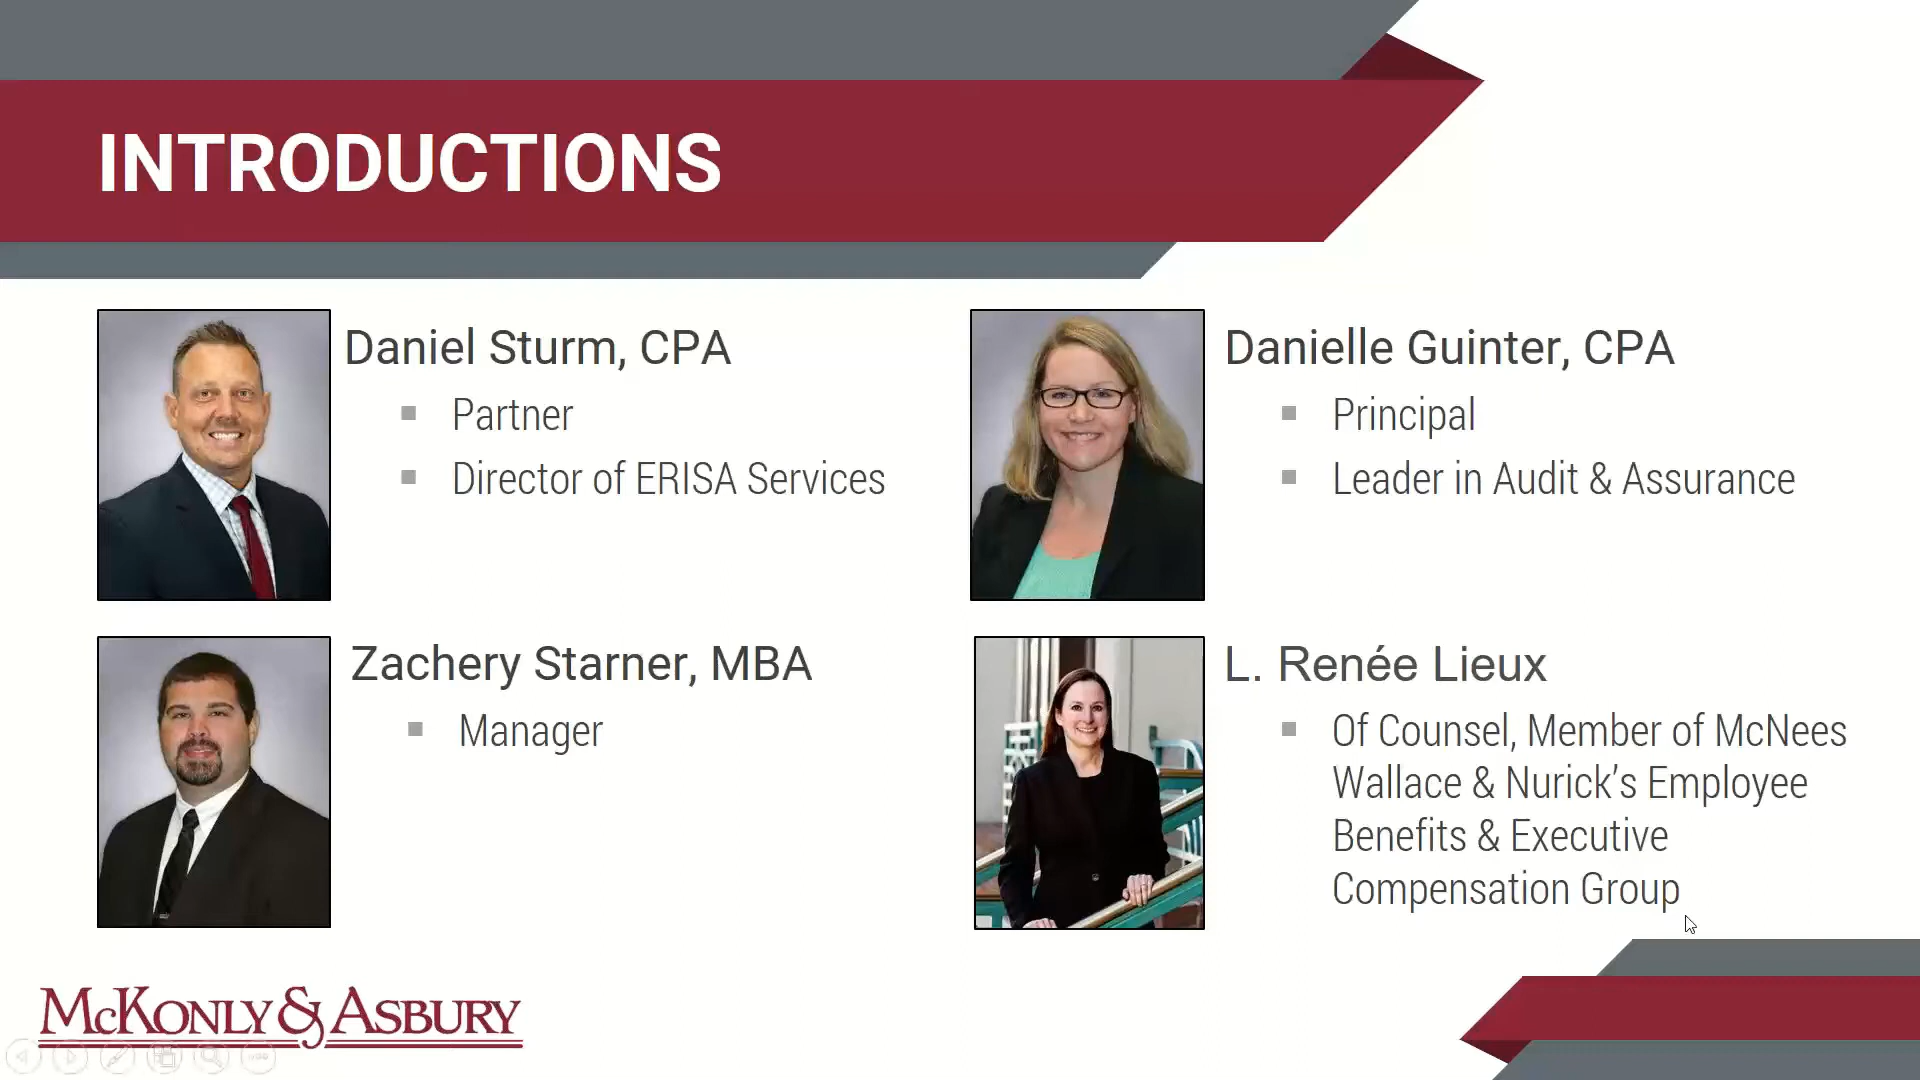 INTRODUCTIONS
Daniel Sturm, CPA
Partner
Director of ERISA Services
Danielle Guinter, CPA
Principal
Leader in Audit & Assurance
Zachery Starner, MBA
Manager
L. Renée Lieux
Of Counsel, Member of McNees
Wallace & Nurick’s Employee
Benefits & Executive
Compensation Group
McKonly & Asbury